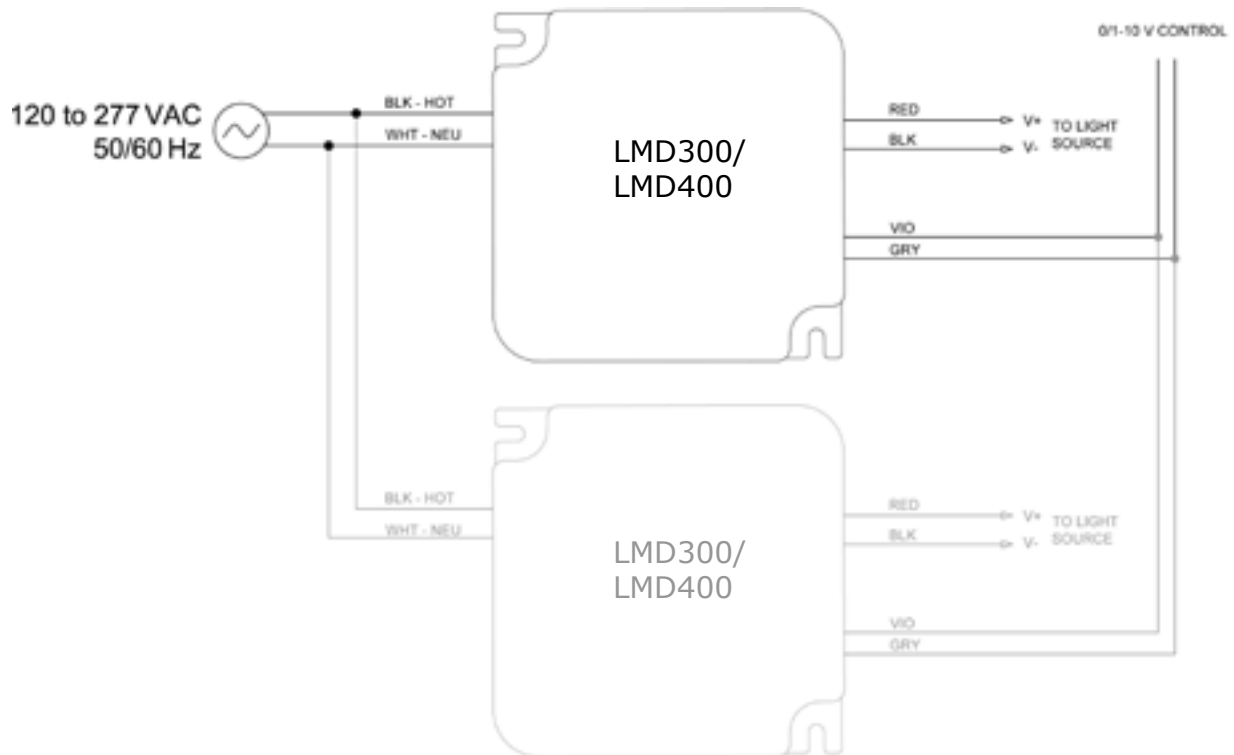 0/1-10 V CONTROL
120 to 277 VAC
50/60 Hz
BLK - HOT
WHT - NEU
LMD300/
LMD400
RED
BLK
V+
V-
TO LIGHT
SOURCE
VIO
GRY
BLK - HOT
WHT - NEU
LMD300/
LMD400
RED
BLK
V+
V-
TO LIGHT
SOURCE
VIO
GRY